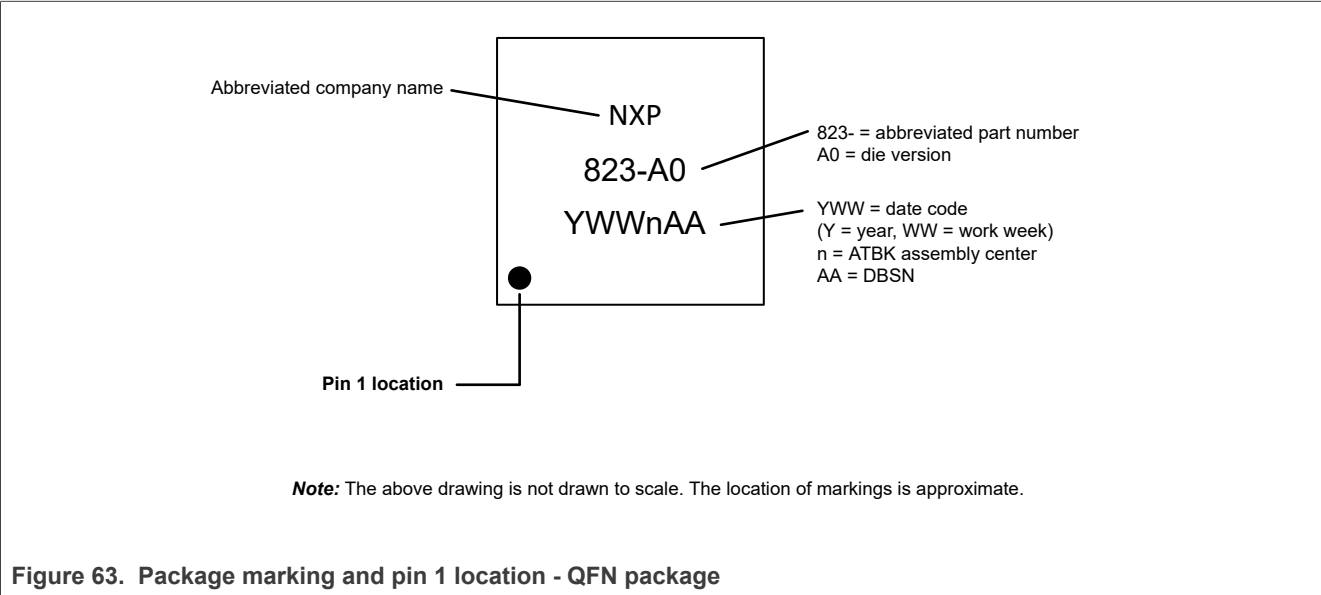 Abbreviated company name
NXP
823-A0
YWWnAA
823- = abbreviated part number
A0 = die version
YWW = date code
(Y = year, WW = work week)
n = ATBK assembly center
AA = DBSN
Pin 1 location
Note: The above drawing is not drawn to scale. The location of markings is approximate.
Figure 63. Package marking and pin 1 location - QFN package